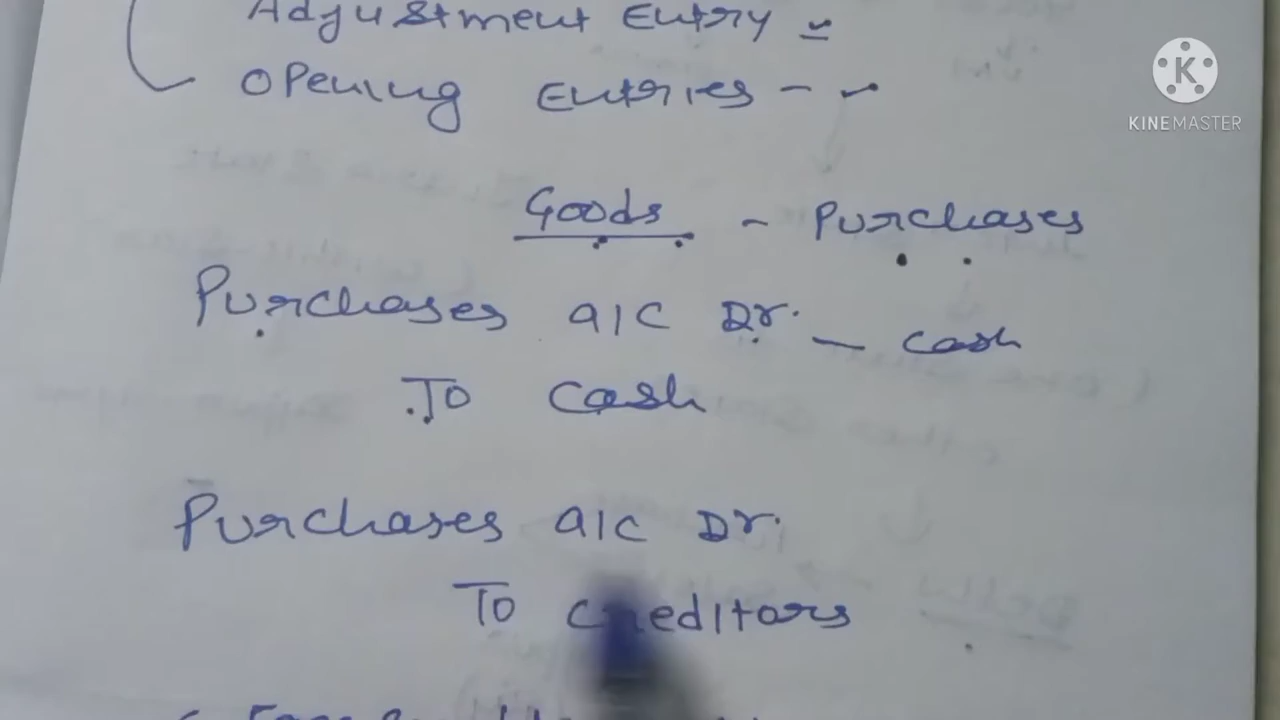 Adjustment Entry
Opening Entries -
Goods - Purchases
Purchases a/c Dr. - cash
To cash
Purchases a/c Dr.
To creditors
KINEMASTER